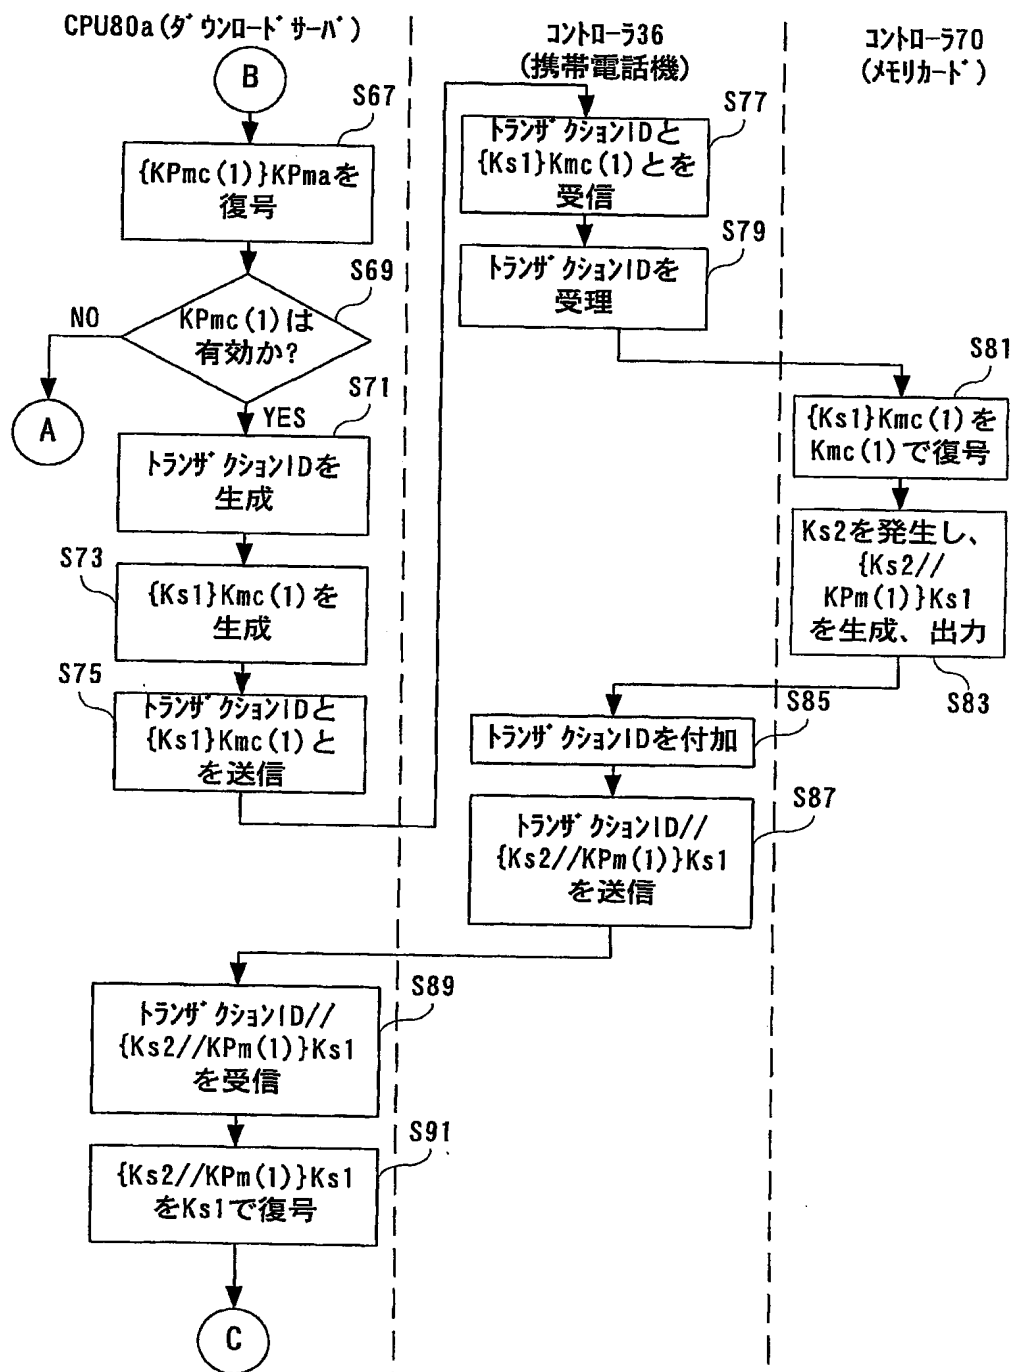 CPU80a(ﾀﾞｳﾝﾛｰﾄﾞｻｰﾊﾞ)
B
S67
{KPmc(1)}KPmaを
復号
S69
KPmc(1)は
有効か?
NO
A
YES
S71
ﾄﾗﾝｻﾞｸｼｮﾝIDを
生成
S73
{Ks1}Kmc(1)を
生成
S75
ﾄﾗﾝｻﾞｸｼｮﾝIDと
{Ks1}Kmc(1)と
を送信
ｺﾝﾄﾛｰﾗ36
(携帯電話機)
S77
ﾄﾗﾝｻﾞｸｼｮﾝIDと
{Ks1}Kmc(1)とを
受信
S79
ﾄﾗﾝｻﾞｸｼｮﾝIDを
受理
ｺﾝﾄﾛｰﾗ70
(ﾒﾓﾘｶｰﾄﾞ)
S81
{Ks1}Kmc(1)を
Kmc(1)で復号
Ks2を発生し、
{Ks2//
KPm(1)}Ks1
を生成、出力
S83
S85
ﾄﾗﾝｻﾞｸｼｮﾝIDを付加
S87
ﾄﾗﾝｻﾞｸｼｮﾝID//
{Ks2//KPm(1)}Ks1
を送信
S89
ﾄﾗﾝｻﾞｸｼｮﾝID//
{Ks2//KPm(1)}Ks1
を受信
S91
{Ks2//KPm(1)}Ks1
をKs1で復号
C